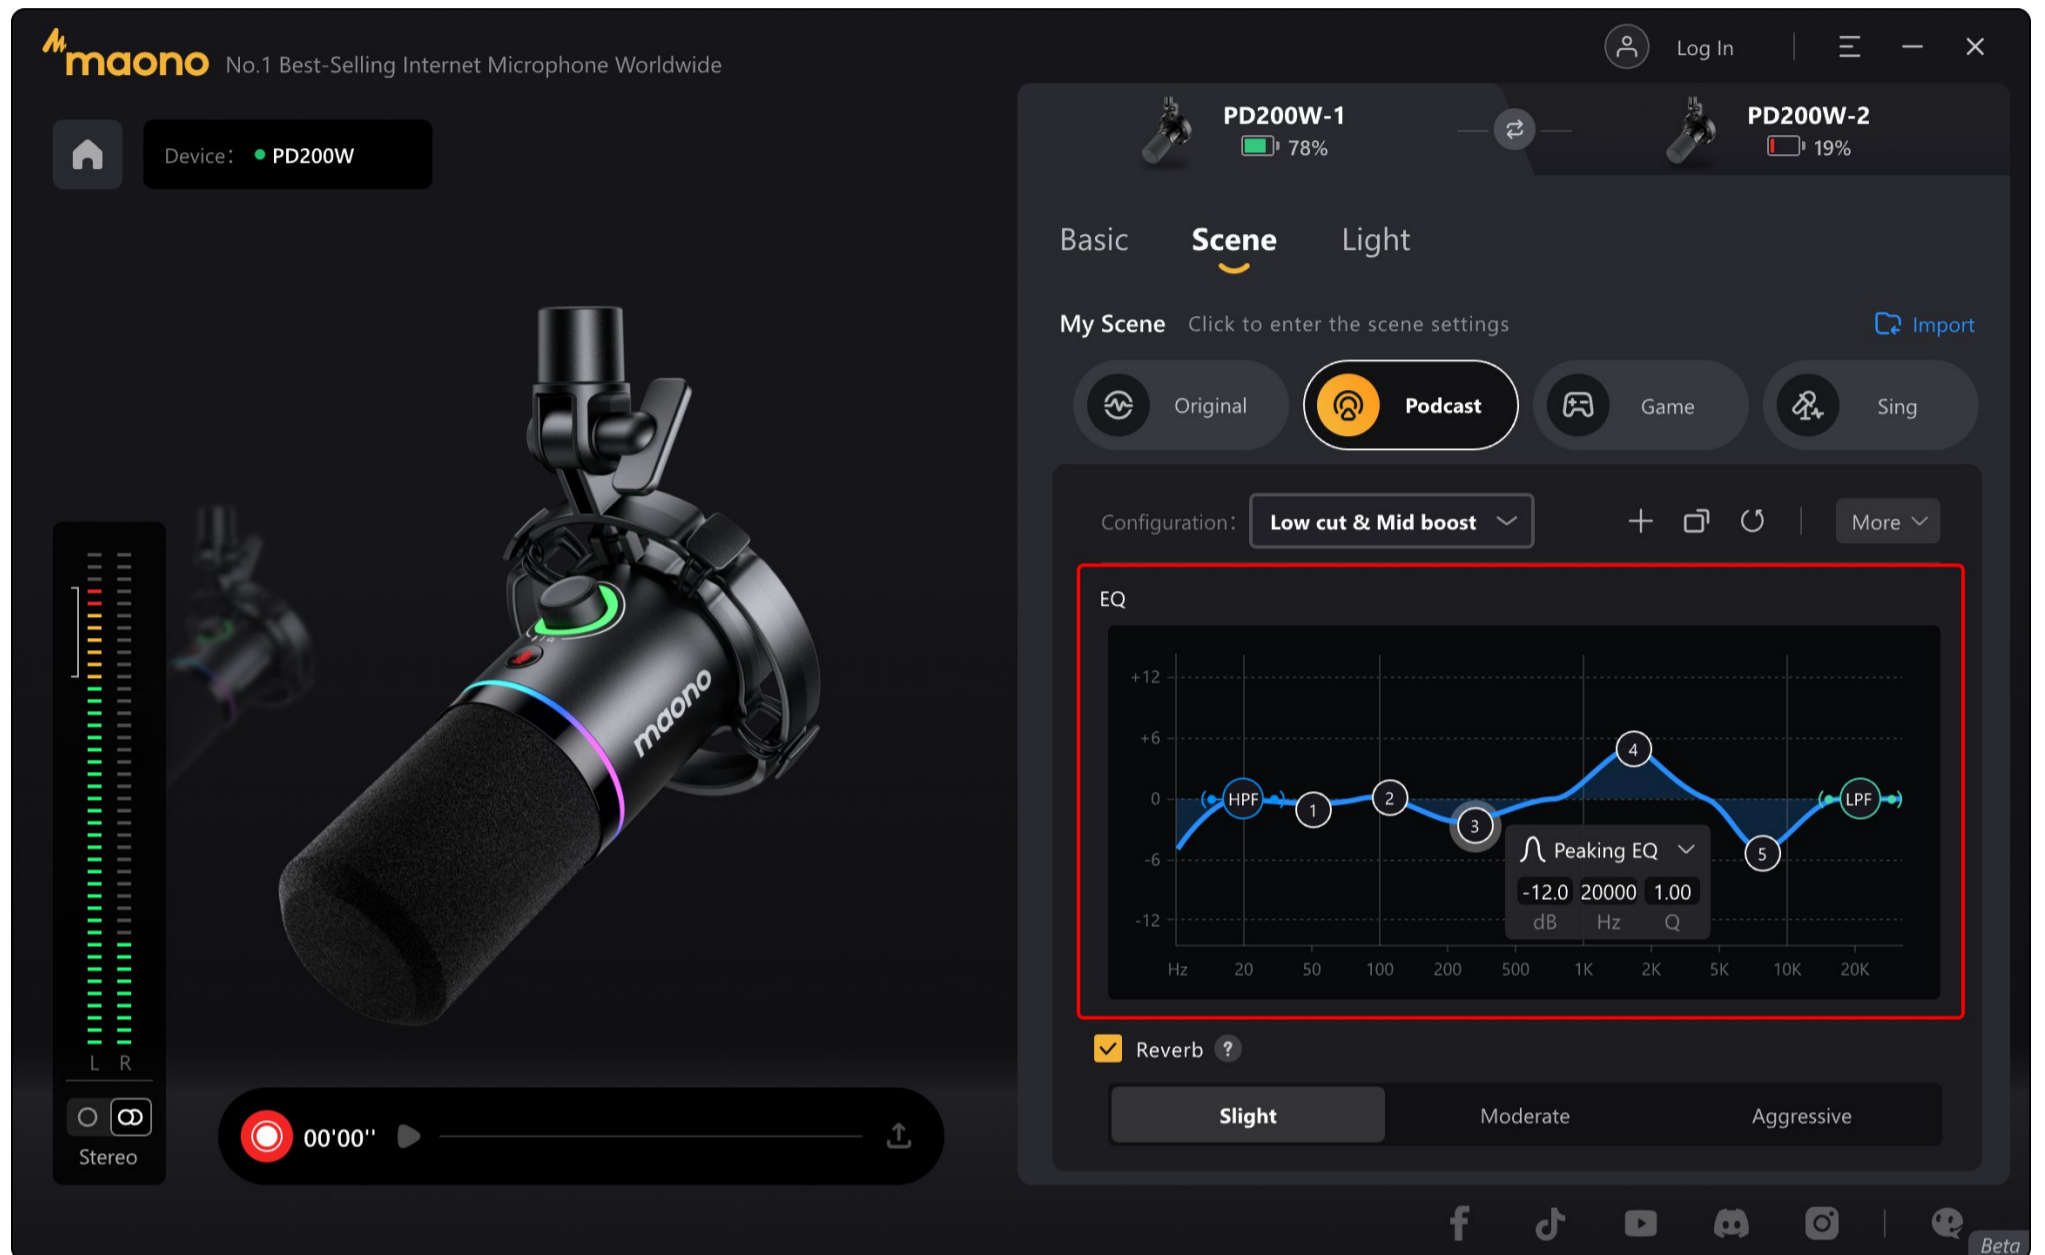 maono No.1 Best-Selling Internet Microphone Worldwide
Log In
Device: PD200W
PD200W-1
78%
PD200W-2
19%
Basic Scene Light
My Scene Click to enter the scene settings
Import
Original Podcast Game Sing
Configuration: Low cut & Mid boost
More
EQ
+12
+6
0
-6
-12
HPF 1 2 3 4 5 LPF
Peaking EQ
-12.0 20000 1.00
dB Hz Q
Hz 20 50 100 200 500 1K 2K 5K 10K 20K
Reverb ?
Slight Moderate Aggressive
maono
L R
Stereo
00'00''
Beta